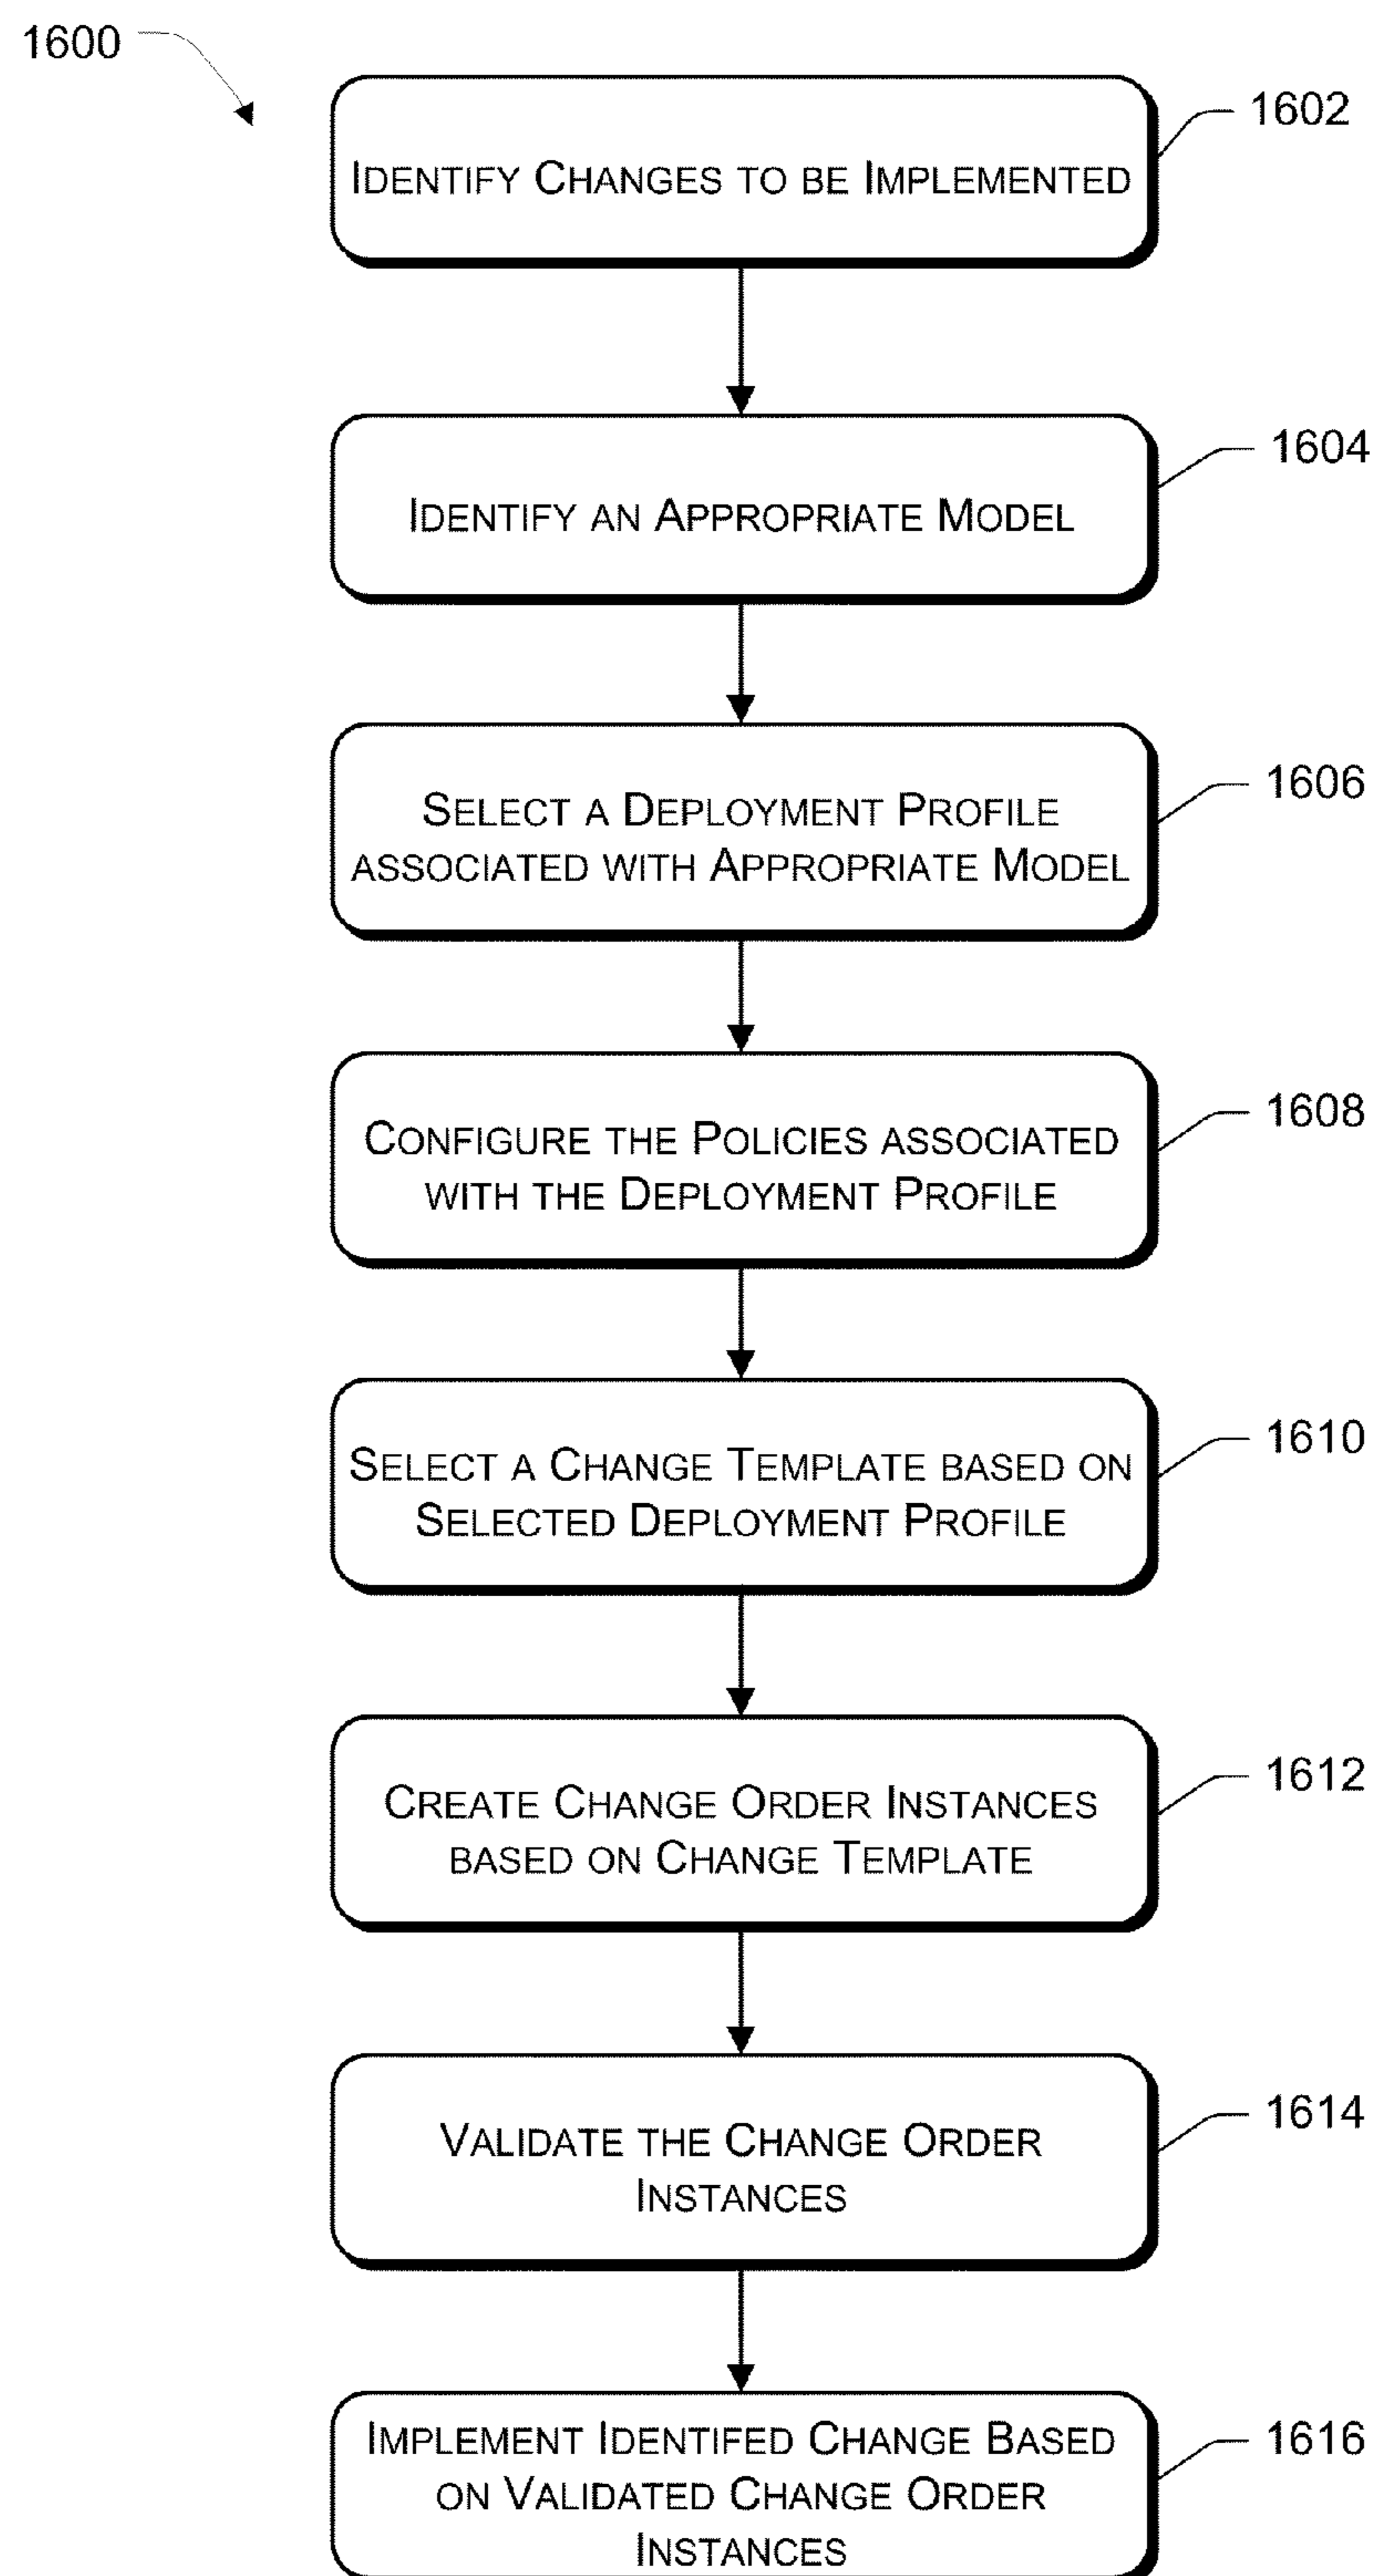 1600
1602
IDENTIFY CHANGES TO BE IMPLEMENTED
1604
IDENTIFY AN APPROPRIATE MODEL
1606
SELECT A DEPLOYMENT PROFILE
ASSOCIATED WITH APPROPRIATE MODEL
1608
CONFIGURE THE POLICIES ASSOCIATED
WITH THE DEPLOYMENT PROFILE
1610
SELECT A CHANGE TEMPLATE BASED ON
SELECTED DEPLOYMENT PROFILE
1612
CREATE CHANGE ORDER INSTANCES
BASED ON CHANGE TEMPLATE
1614
VALIDATE THE CHANGE ORDER
INSTANCES
1616
IMPLEMENT IDENTIFED CHANGE BASED
ON VALIDATED CHANGE ORDER
INSTANCES